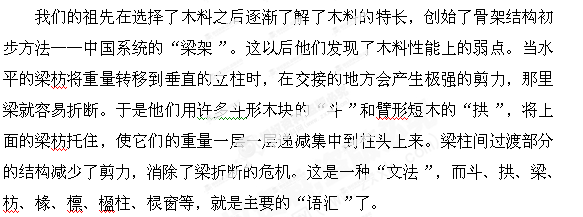 我们的祖先在选择了木料之后逐渐了解了木料的特长，创始了骨架结构初
步方法——中国系统的“梁架”。这以后他们发现了木料性能上的弱点。当水
平的梁枋将重量转移到垂直的立柱时，在交接的地方会产生极强的剪力，那里
梁就容易折断。于是他们用许多斗形木块的“斗”和臂形短木的“拱”，将上
面的梁枋托住，使它们的重量一层一层递减集中到柱头上来。梁柱间过渡部分
的结构减少了剪力，消除了梁折断的危机。这是一种“文法”，而斗、拱、梁、
枋、椽、檩、楹柱、棂窗等，就是主要的“语汇”了。